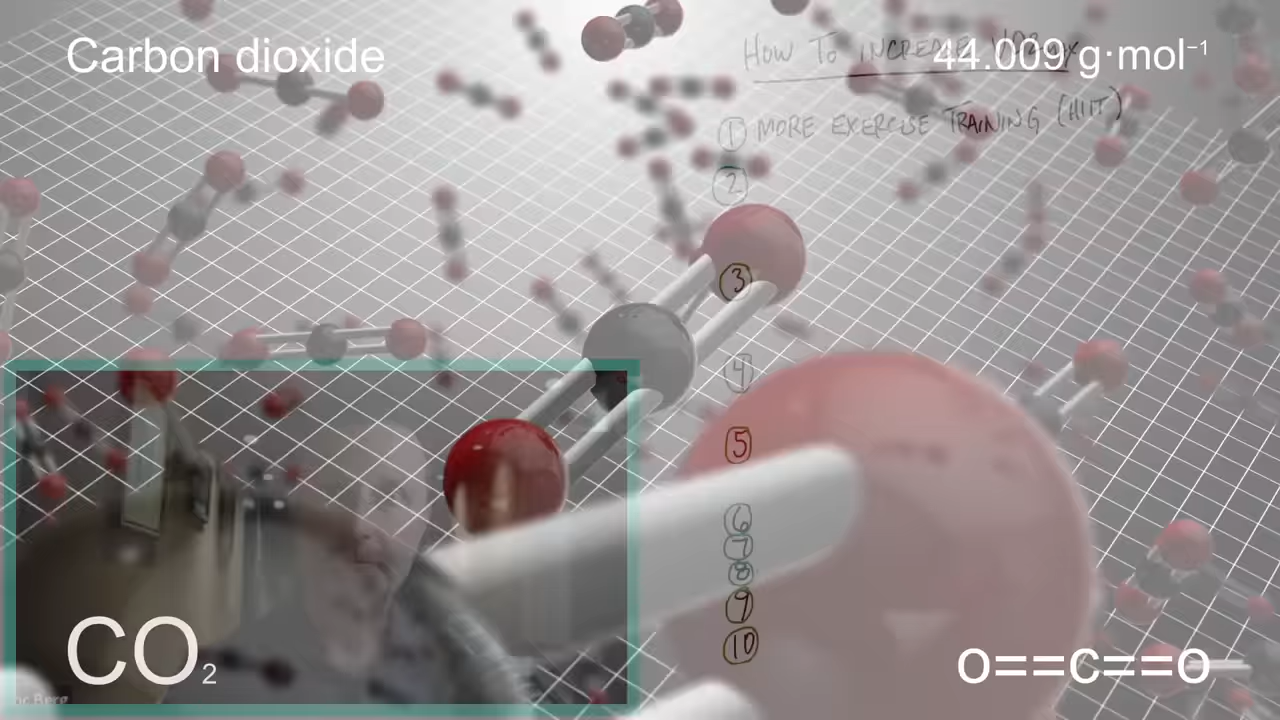 Carbon dioxide
44.009 g·mol⁻¹
HOW TO INCREASE
① MORE EXERCISE TRAINING (HIIT)
②
③
④
⑤
⑥
⑦
⑧
⑨
⑩
CO₂
O==C==O
Berg